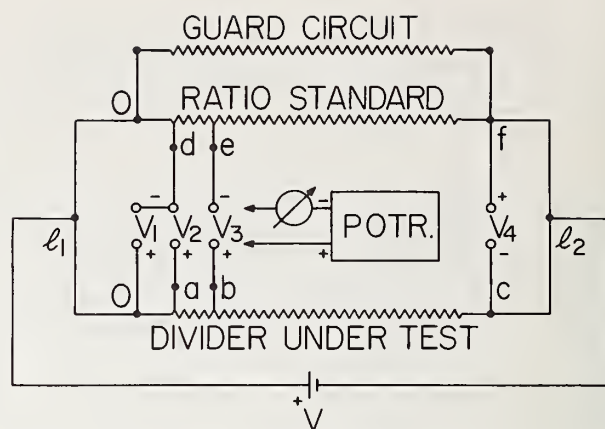 GUARD CIRCUIT
O
RATIO STANDARD
d e f
- - - +
ℓ1 V1 V2 V3 POTR. V4 ℓ2
+ + + + -
O a b c
DIVIDER UNDER TEST
+ V